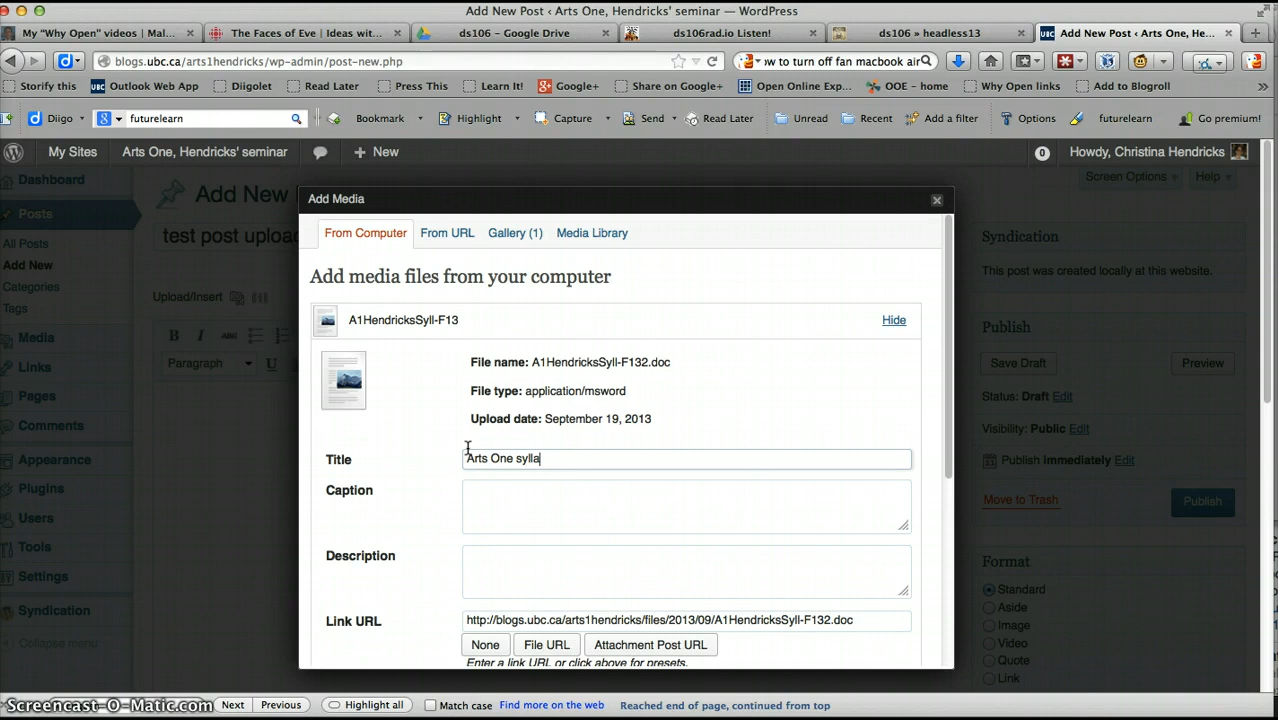 Add New Post ‹ Arts One, Hendricks' seminar — WordPress
My "Why Open" videos | Mal...
The Faces of Eve | Ideas wit...
ds106 – Google Drive
ds106rad.io Listen!
ds106 » headless13
UBC Add New Post ‹ Arts One, He...
blogs.ubc.ca/arts1hendricks/wp-admin/post-new.php
ow to turn off fan macbook air
Storify this
UBC Outlook Web App
Diigolet
Read Later
Press This
Learn It!
Google+
Share on Google+
Open Online Exp...
OOE – home
Why Open links
Add to Blogroll
Diigo
futurelearn
Bookmark
Highlight
Capture
Send
Read Later
Unread
Recent
Add a filter
Options
futurelearn
Go premium!
My Sites
Arts One, Hendricks' seminar
+ New
0
Howdy, Christina Hendricks
Dashboard
Posts
All Posts
Add New
Categories
Tags
Media
Links
Pages
Comments
Appearance
Plugins
Users
Tools
Settings
Syndication
Collapse menu
Add New
Screen Options
Help
test post upload
Upload/Insert
B I ABC
Paragraph U
Add Media
From Computer
From URL
Gallery (1)
Media Library
Add media files from your computer
A1HendricksSyll-F13
Hide
File name: A1HendricksSyll-F132.doc
File type: application/msword
Upload date: September 19, 2013
Title
Arts One sylla
Caption
Description
Link URL
http://blogs.ubc.ca/arts1hendricks/files/2013/09/A1HendricksSyll-F132.doc
None
File URL
Attachment Post URL
Enter a link URL or click above for presets.
Syndication
This post was created locally at this website.
Publish
Save Draft
Preview
Status: Draft Edit
Visibility: Public Edit
Publish immediately Edit
Move to Trash
Publish
Format
Standard
Aside
Image
Video
Quote
Link
Screencast-O-Matic.com
Next
Previous
Highlight all
Match case
Find more on the web
Reached end of page, continued from top